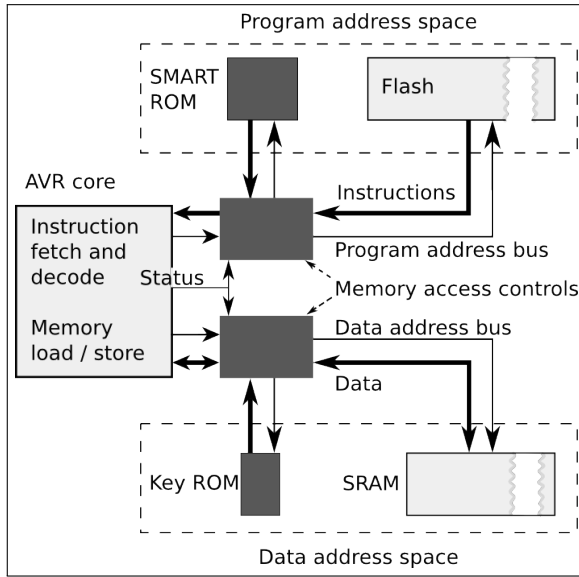 Program address space
SMART
ROM
Flash
AVR core
Instructions
Instruction
fetch and
decode
Program address bus
Status
Memory access controls
Memory
load / store
Data address bus
Data
Key ROM
SRAM
Data address space